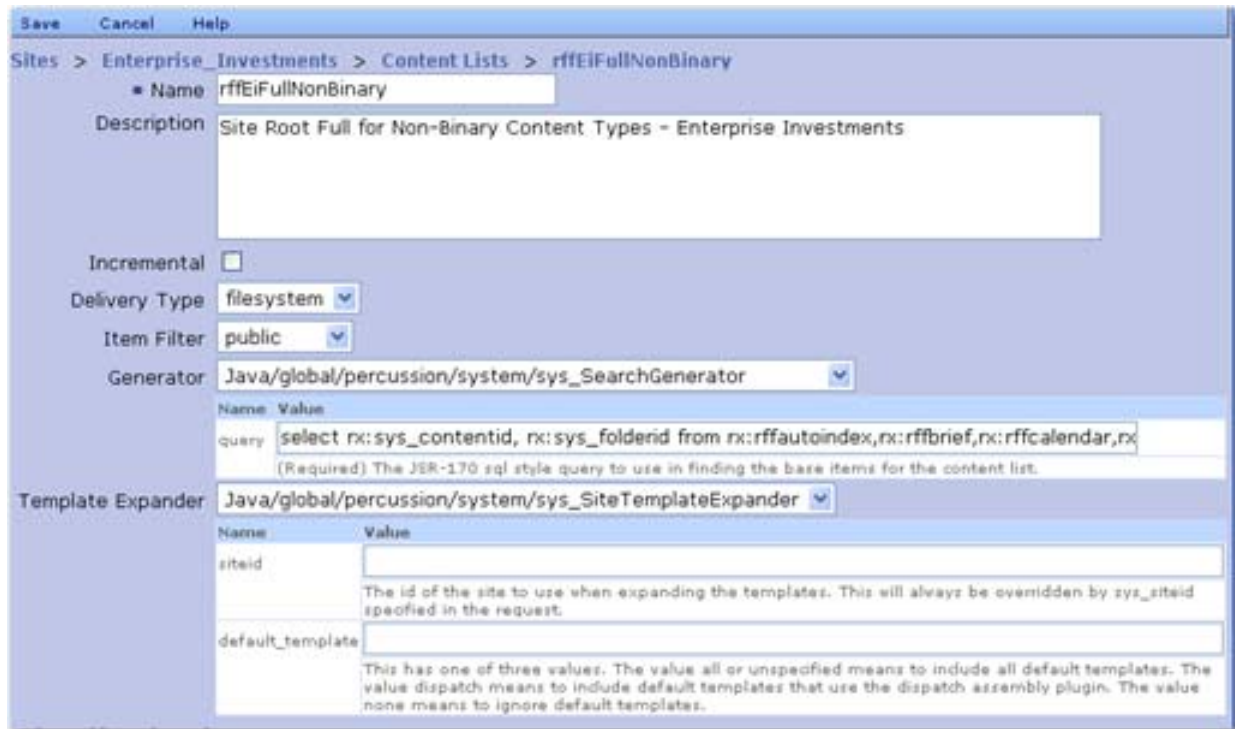 Save Cancel Help
Sites > Enterprise_Investments > Content Lists > rffEiFullNonBinary
Name rffEiFullNonBinary
Description Site Root Full for Non-Binary Content Types - Enterprise Investments
Incremental
Delivery Type filesystem
Item Filter public
Generator Java/global/percussion/system/sys_SearchGenerator
Name Value
query select rx:sys_contentid, rx:sys_folderid from rx:rffautoindex,rx:rffbrief,rx:rffcalendar,rx
(Required) The JSR-170 sql style query to use in finding the base items for the content list.
Template Expander Java/global/percussion/system/sys_SiteTemplateExpander
Name Value
siteid
The id of the site to use when expanding the templates. This will always be overridden by sys_siteid
specified in the request.
default_template
This has one of three values. The value all or unspecified means to include all default templates. The
value dispatch means to include default templates that use the dispatch assembly plugin. The value
none means to ignore default templates.